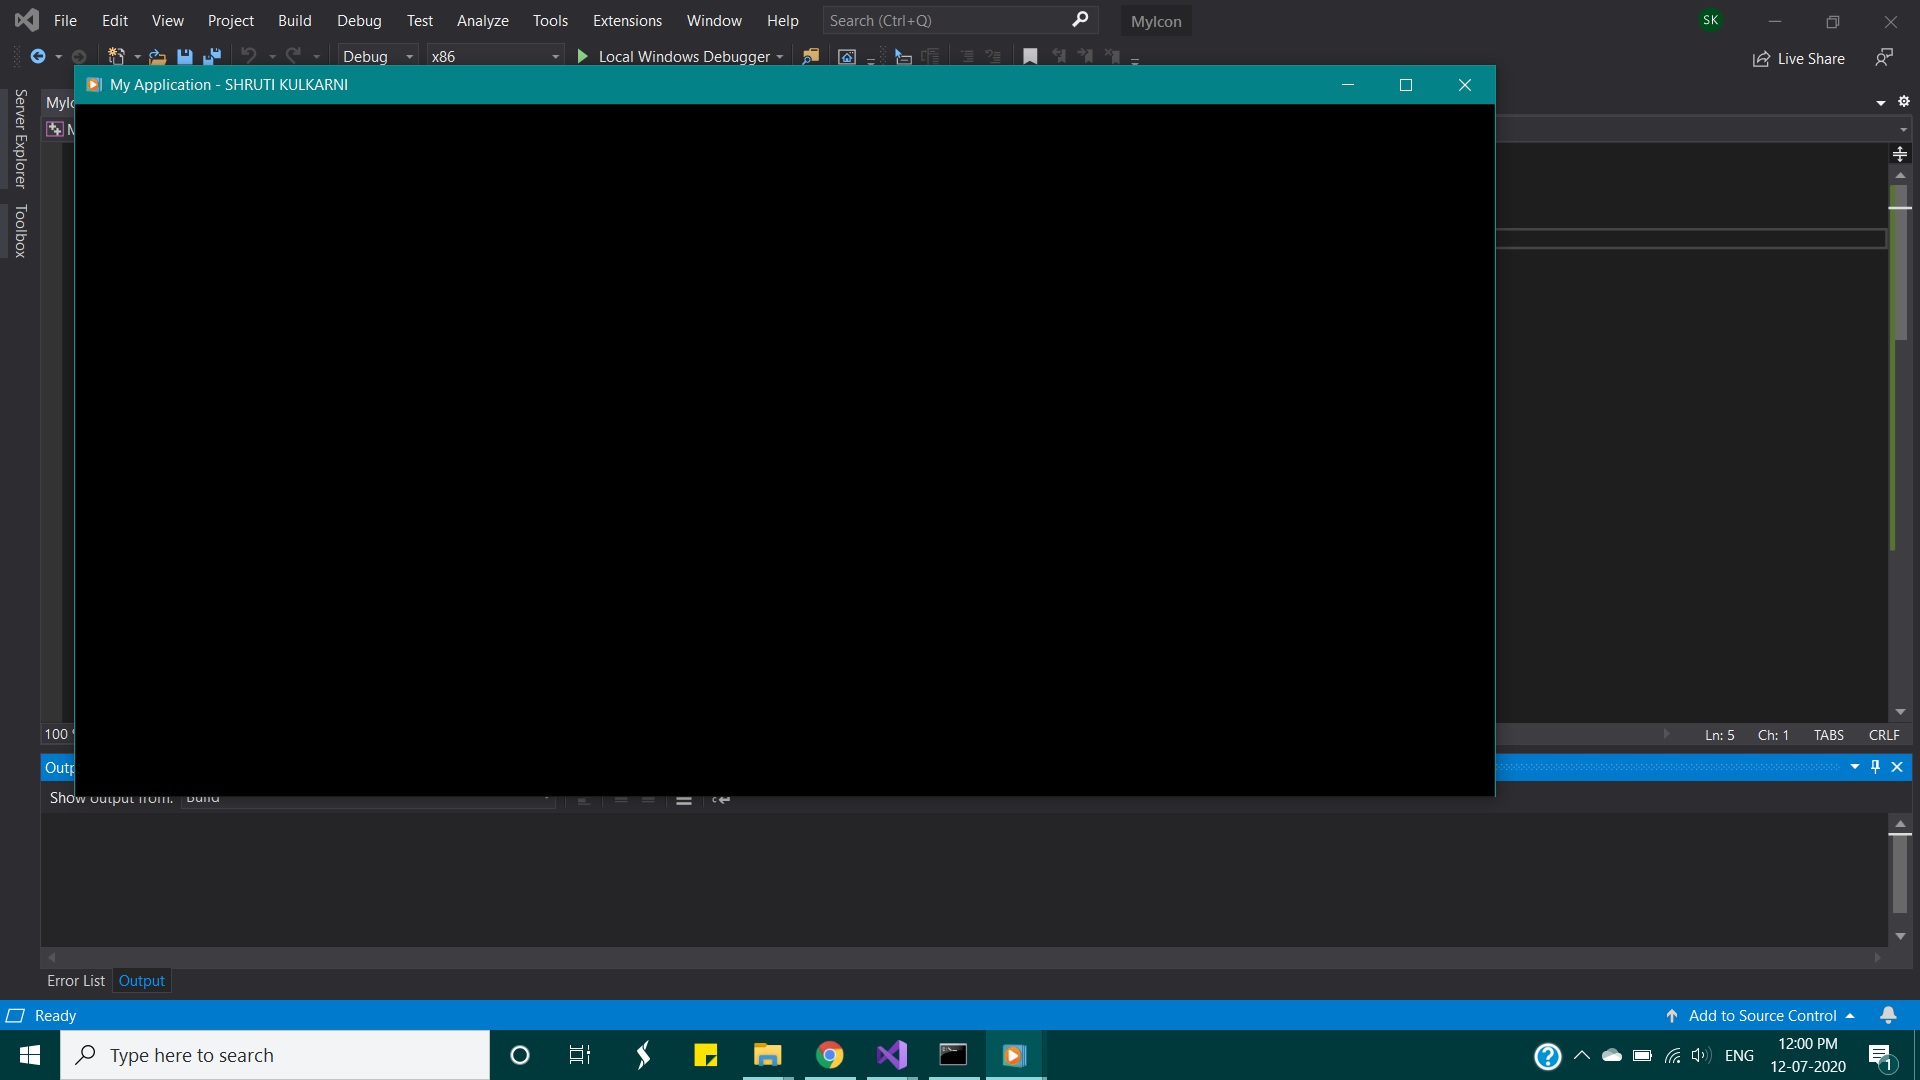 File Edit View Project Build Debug Test Analyze Tools Extensions Window Help Search (Ctrl+Q) MyIcon SK
Debug x86 Local Windows Debugger Live Share
My Application - SHRUTI KULKARNI
Server Explorer
Toolbox
100
Ln: 5 Ch: 1 TABS CRLF
Show output from: Build
Error List Output
Ready Add to Source Control
Type here to search ENG 12:00 PM
12-07-2020 1